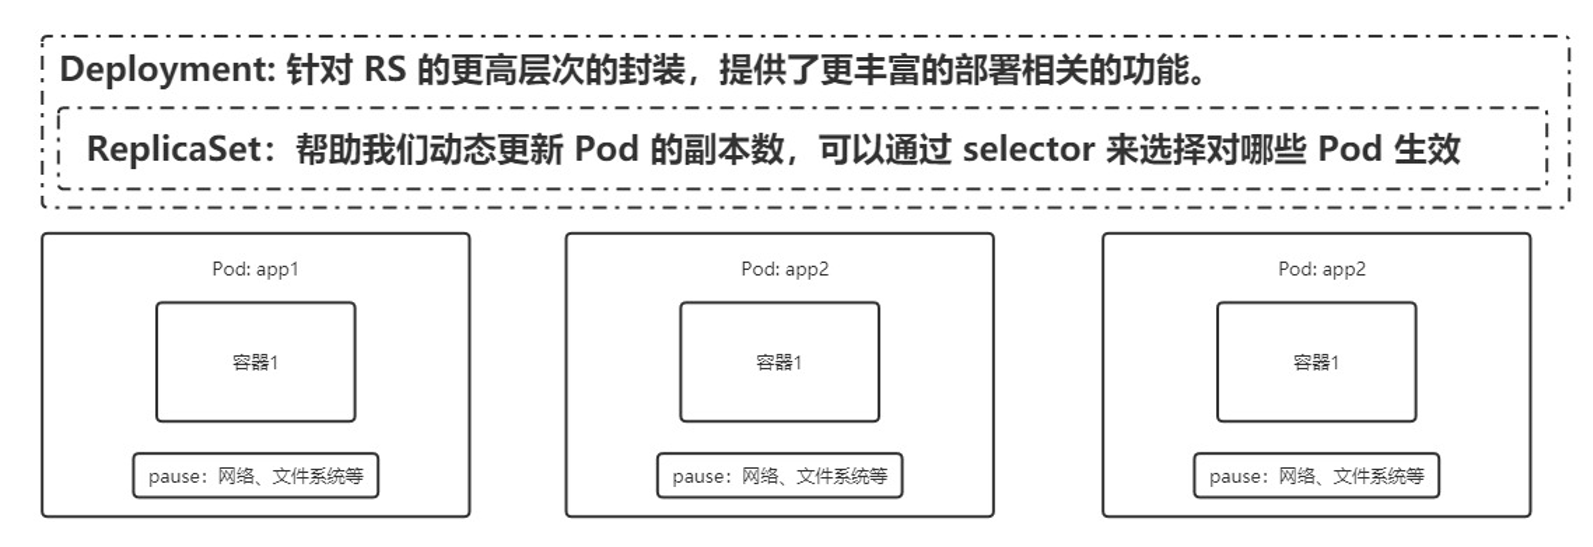 Deployment: 针对 RS 的更高层次的封装，提供了更丰富的部署相关的功能。
ReplicaSet：帮助我们动态更新 Pod 的副本数，可以通过 selector 来选择对哪些 Pod 生效
Pod: app1
容器1
pause：网络、文件系统等
Pod: app2
容器1
pause：网络、文件系统等
Pod: app2
容器1
pause：网络、文件系统等